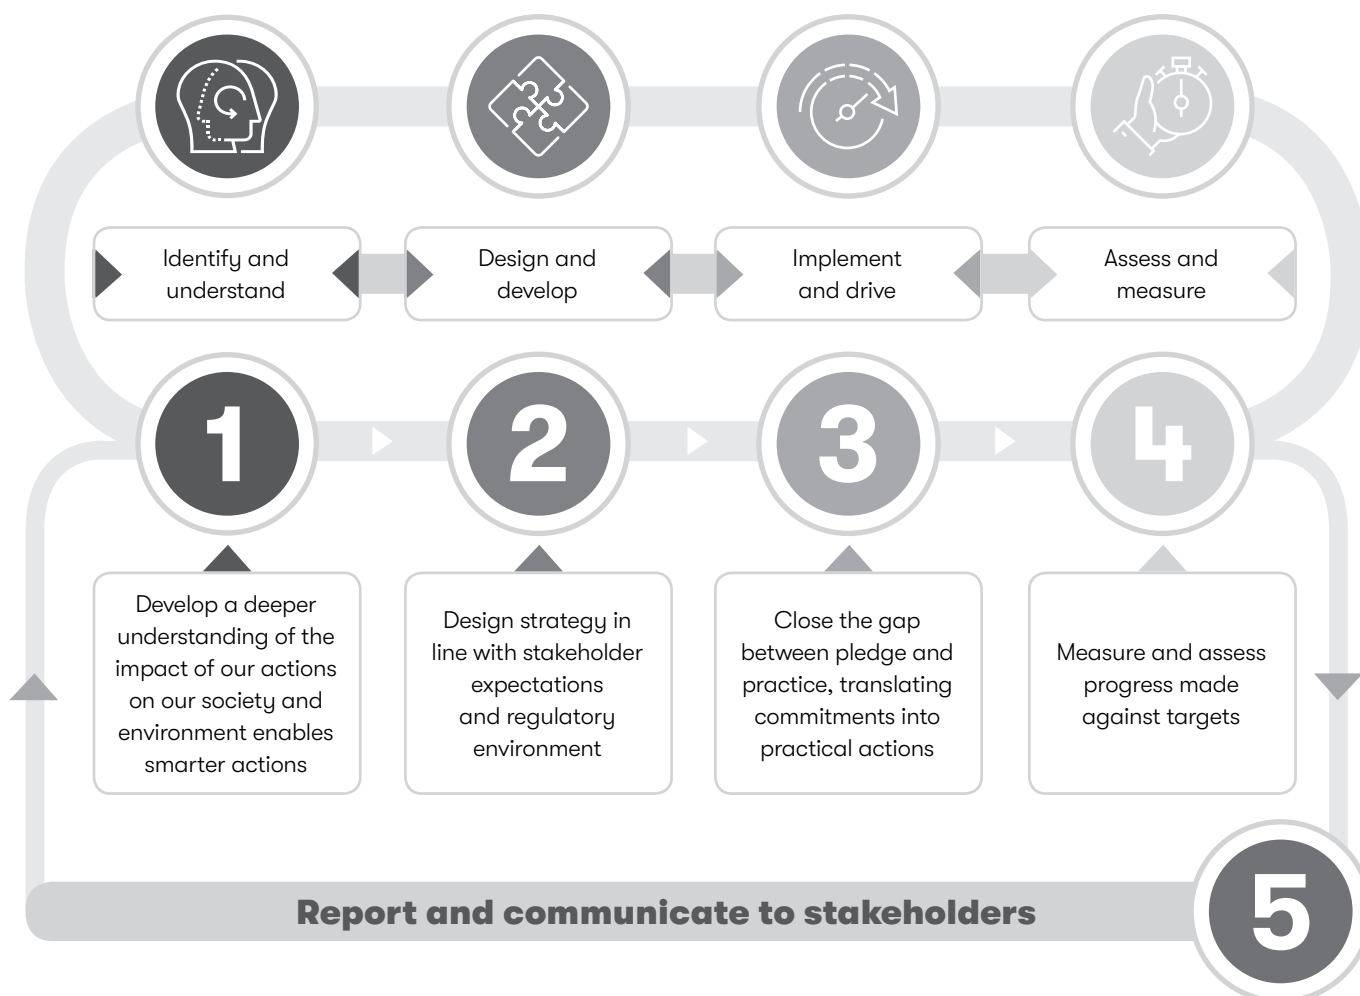 Identify and
understand
Design and
develop
Implement
and drive
Assess and
measure
1
2
3
4
Develop a deeper
understanding of the
impact of our actions
on our society and
environment enables
smarter actions
Design strategy in
line with stakeholder
expectations
and regulatory
environment
Close the gap
between pledge and
practice, translating
commitments into
practical actions
Measure and assess
progress made
against targets
Report and communicate to stakeholders
5